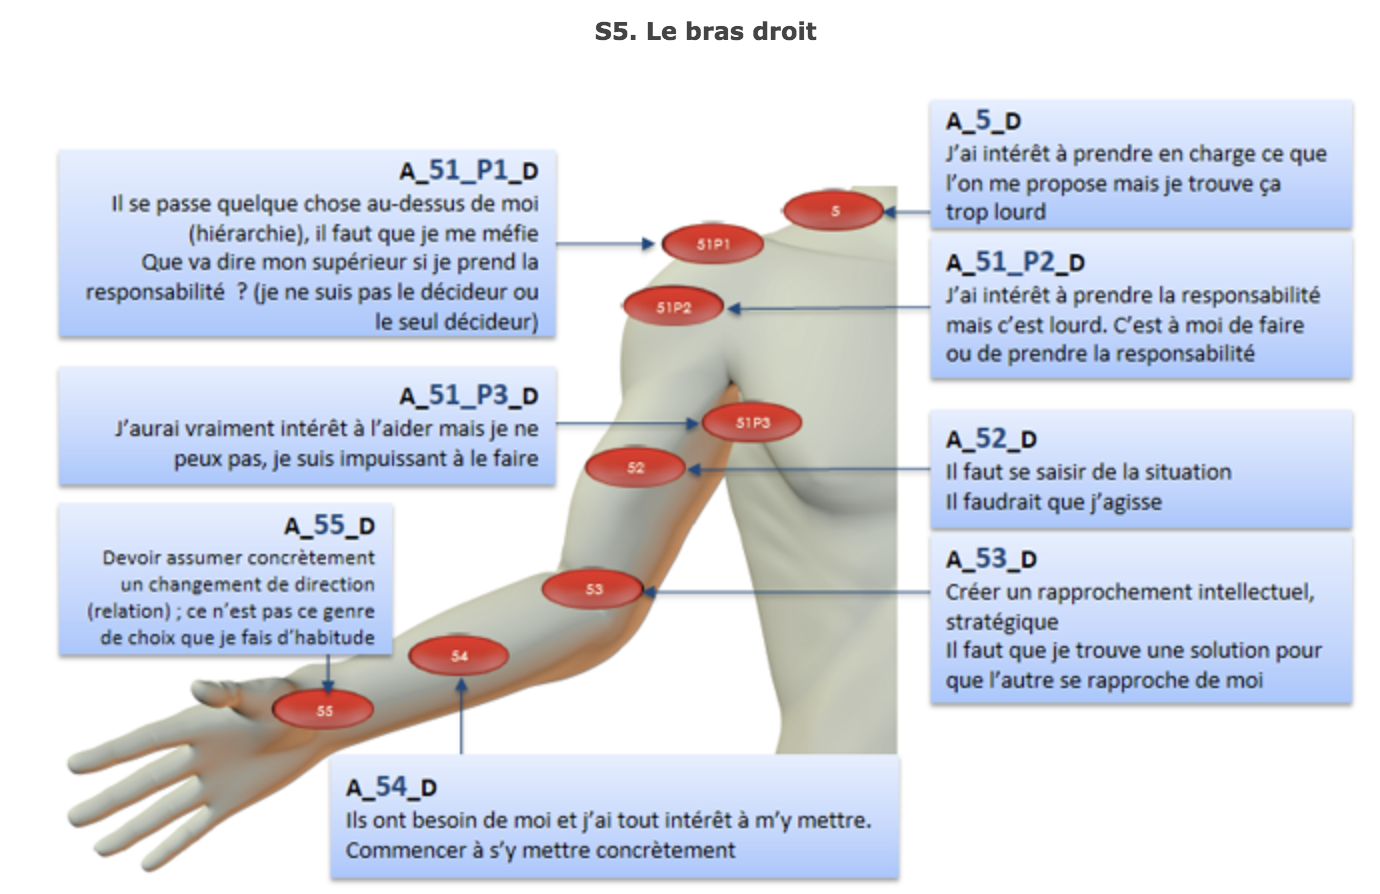 S5. Le bras droit
A_51_P1_D
Il se passe quelque chose au-dessus de moi
(hiérarchie), il faut que je me méfie
Que va dire mon supérieur si je prend la
responsabilité ? (je ne suis pas le décideur ou
le seul décideur)
A_5_D
J'ai intérêt à prendre en charge ce que
l'on me propose mais je trouve ça
trop lourd
5
51P1
A_51_P2_D
J'ai intérêt à prendre la responsabilité
mais c'est lourd. C'est à moi de faire
ou de prendre la responsabilité
51P2
A_51_P3_D
J'aurai vraiment intérêt à l'aider mais je ne
peux pas, je suis impuissant à le faire
51P3
A_52_D
Il faut se saisir de la situation
Il faudrait que j'agisse
52
A_55_D
Devoir assumer concrètement
un changement de direction
(relation) ; ce n'est pas ce genre
de choix que je fais d'habitude
A_53_D
Créer un rapprochement intellectuel,
stratégique
Il faut que je trouve une solution pour
que l'autre se rapproche de moi
53
54
55
A_54_D
Ils ont besoin de moi et j'ai tout intérêt à m'y mettre.
Commencer à s'y mettre concrètement